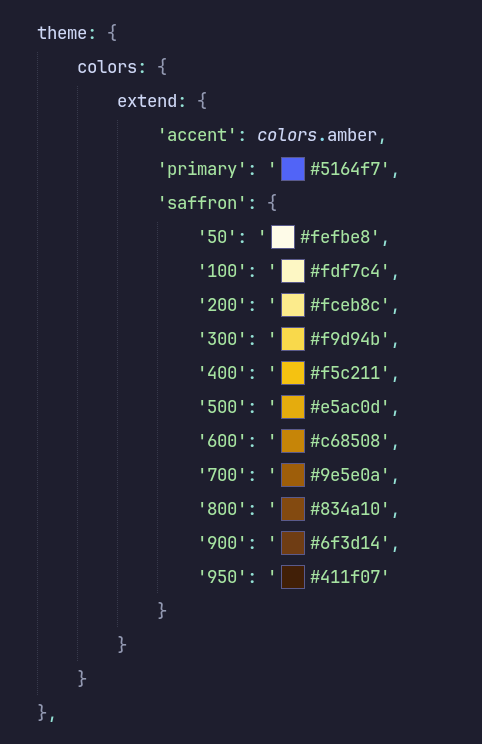 theme: {
colors: {
extend: {
'accent': colors.amber,
'primary': '#5164f7',
'saffron': {
'50': '#fefbe8',
'100': '#fdf7c4',
'200': '#fceb8c',
'300': '#f9d94b',
'400': '#f5c211',
'500': '#e5ac0d',
'600': '#c68508',
'700': '#9e5e0a',
'800': '#834a10',
'900': '#6f3d14',
'950': '#411f07'
}
}
}
},